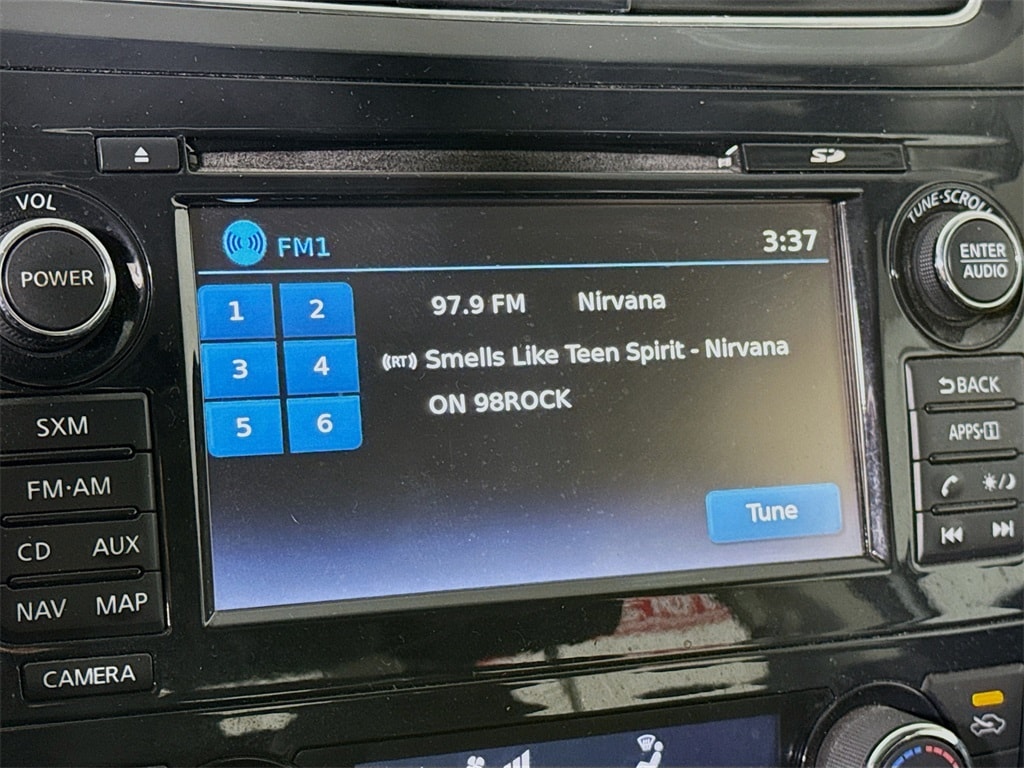 VOL
POWER
SXM
FM·AM
CD AUX
NAV MAP
CAMERA
SD
FM1 3:37
1 2
3 4
5 6
97.9 FM Nirvana
((RT)) Smells Like Teen Spirit - Nirvana
ON 98ROCK
Tune
TUNE·SCROLL
ENTER
AUDIO
BACK
APPS·i